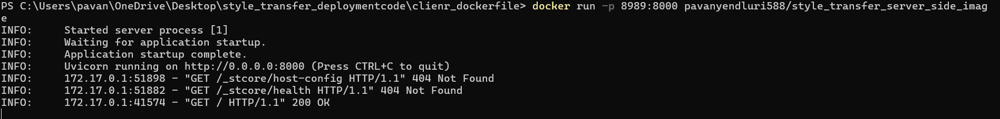 PS C:\Users\pavan\OneDrive\Desktop\style_transfer_deploymentcode\clienr_dockerfile> docker run -p 8989:8000 pavanyendluri588/style_transfer_server_side_imag
e
INFO:     Started server process [1]
INFO:     Waiting for application startup.
INFO:     Application startup complete.
INFO:     Uvicorn running on http://0.0.0.0:8000 (Press CTRL+C to quit)
INFO:     172.17.0.1:51898 - "GET /_stcore/host-config HTTP/1.1" 404 Not Found
INFO:     172.17.0.1:51882 - "GET /_stcore/health HTTP/1.1" 404 Not Found
INFO:     172.17.0.1:41574 - "GET / HTTP/1.1" 200 OK